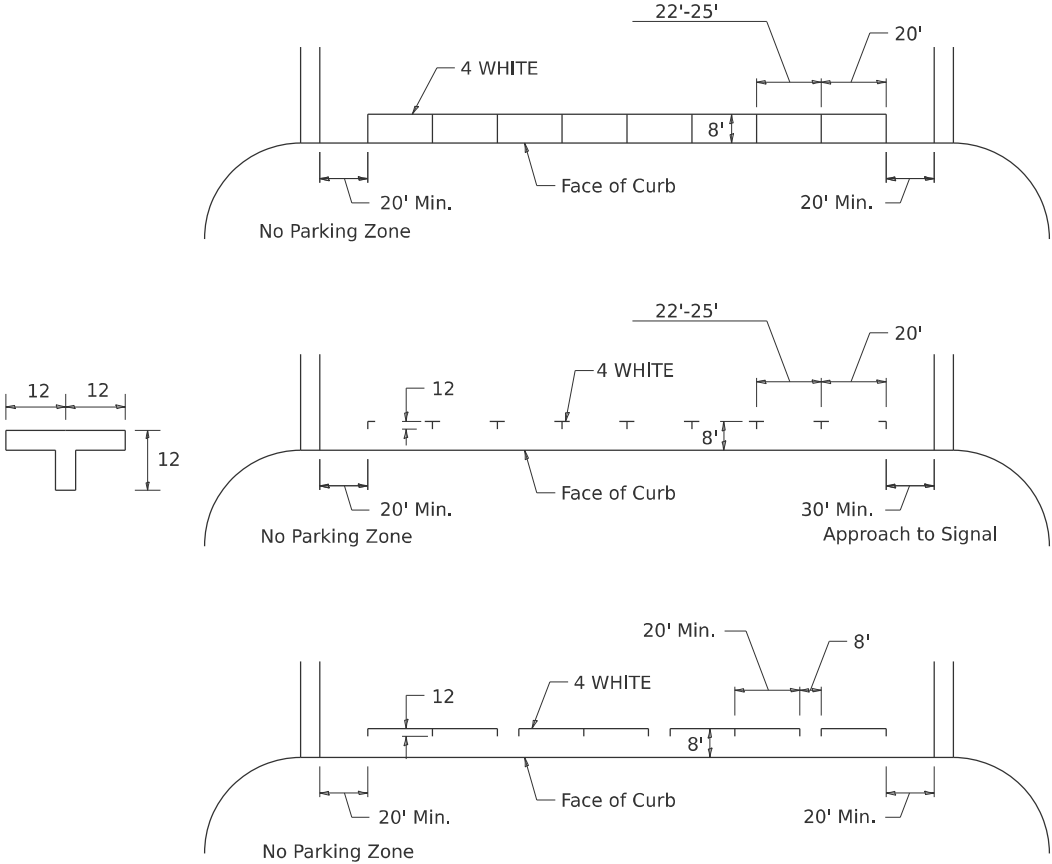 22'-25'
20'
4 WHITE
8'
Face of Curb
20' Min.
20' Min.
No Parking Zone
22'-25'
20'
4 WHITE
12
12
12
12
8'
Face of Curb
20' Min.
30' Min.
No Parking Zone
Approach to Signal
20' Min.
8'
4 WHITE
12
8'
Face of Curb
20' Min.
20' Min.
No Parking Zone